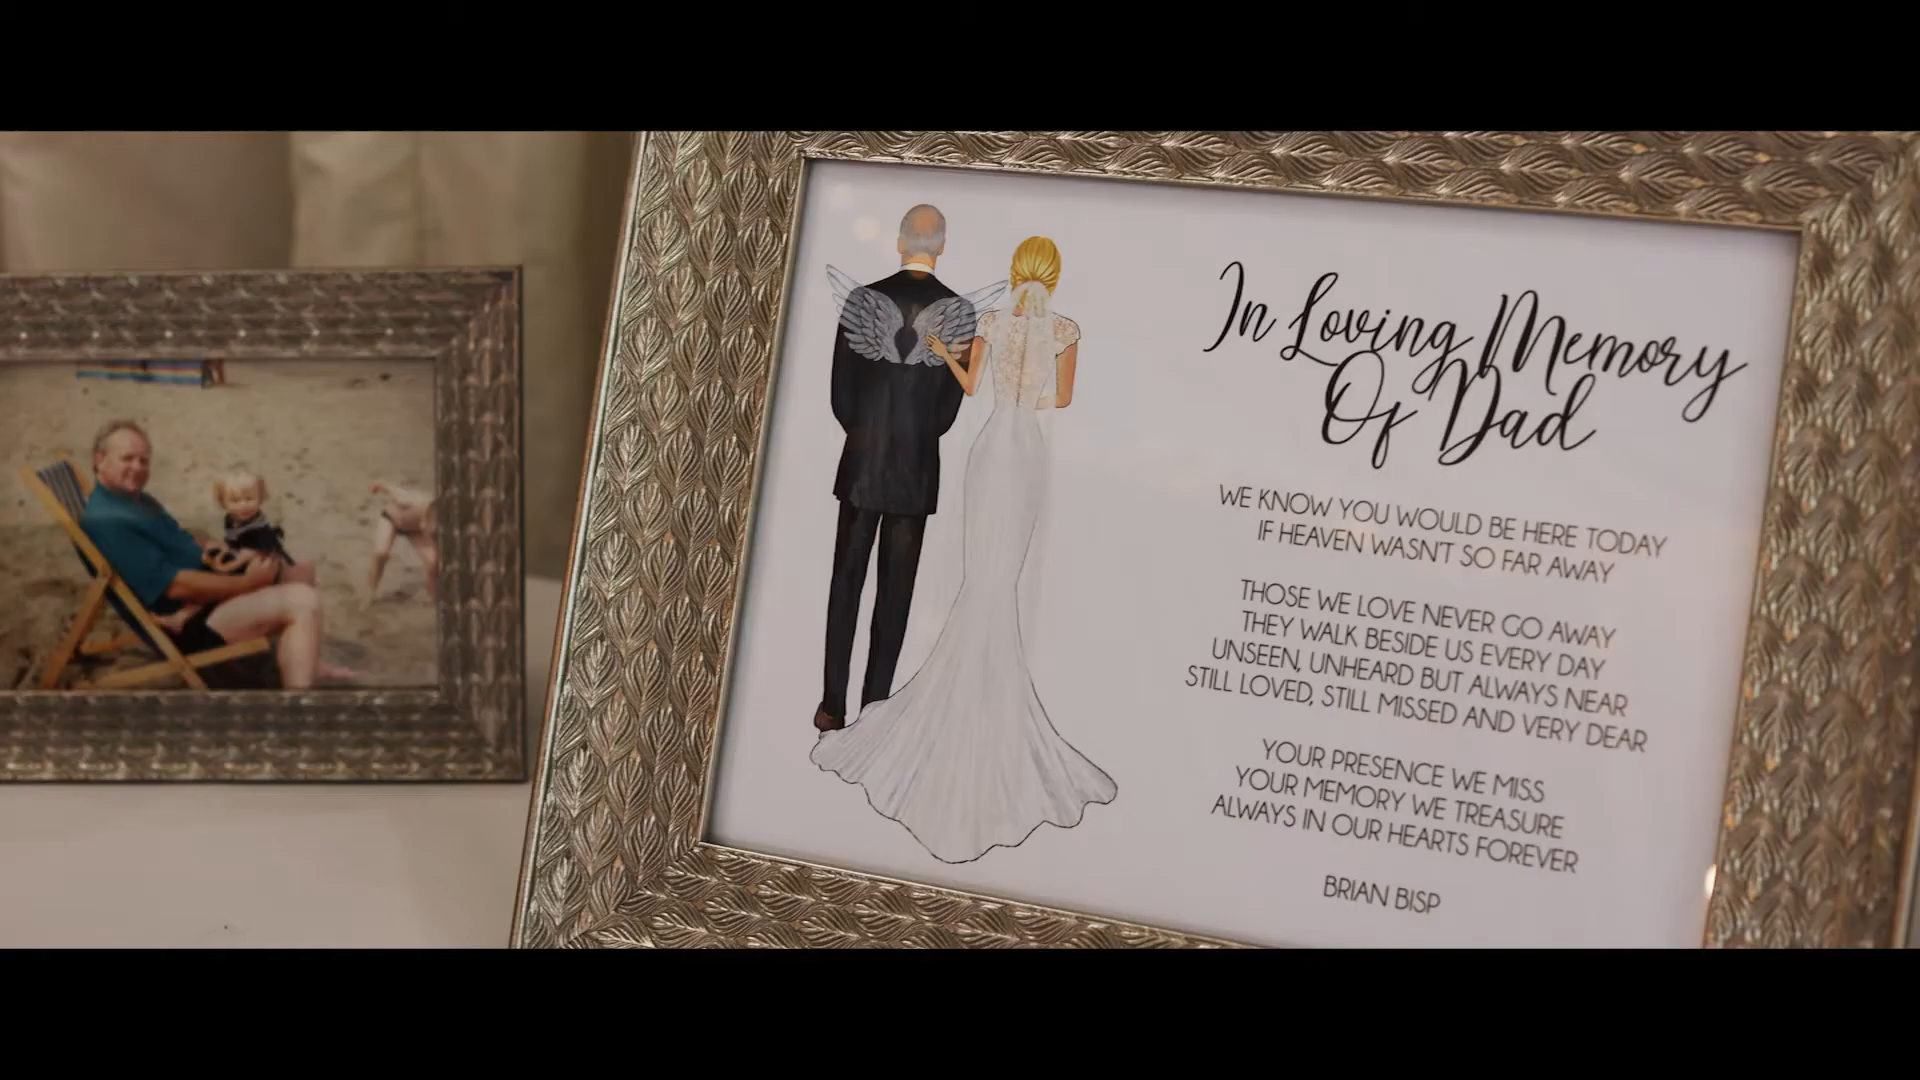 In Loving Memory
Of Dad
WE KNOW YOU WOULD BE HERE TODAY
IF HEAVEN WASN'T SO FAR AWAY
THOSE WE LOVE NEVER GO AWAY
THEY WALK BESIDE US EVERY DAY
UNSEEN, UNHEARD BUT ALWAYS NEAR
STILL LOVED, STILL MISSED AND VERY DEAR
YOUR PRESENCE WE MISS
YOUR MEMORY WE TREASURE
ALWAYS IN OUR HEARTS FOREVER
BRIAN BISP